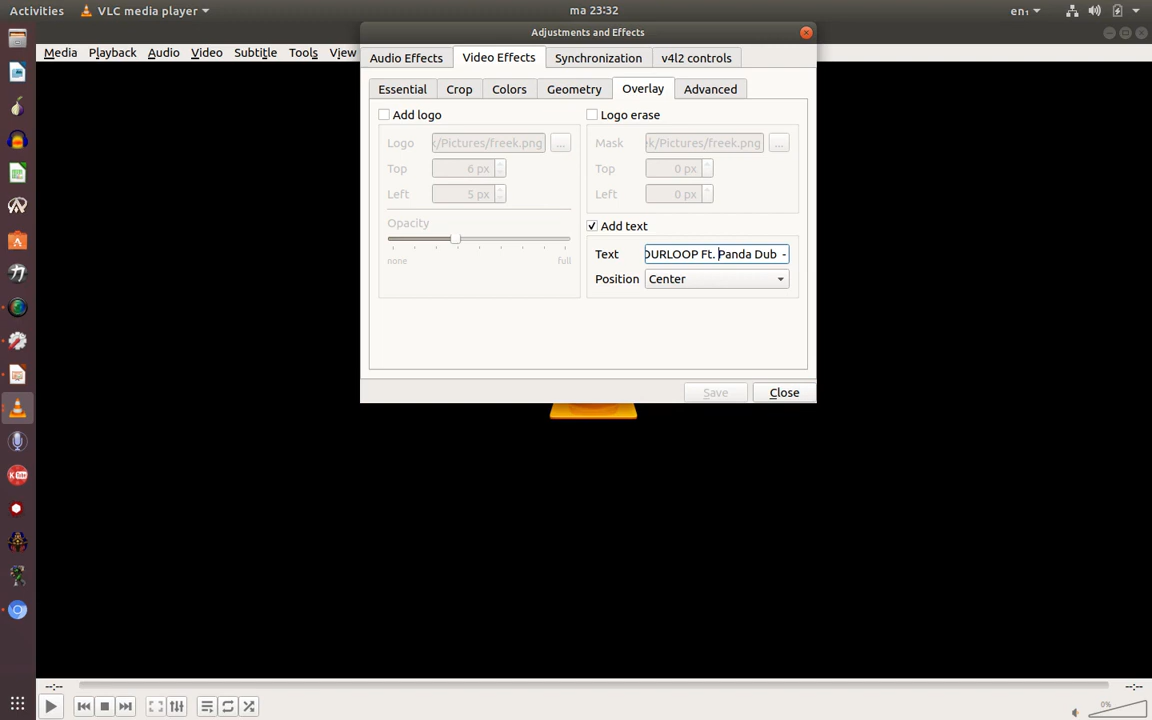 Activities VLC media player ma 23:32 en₁
Adjustments and Effects
Media Playback Audio Video Subtitle Tools View
Audio Effects Video Effects Synchronization v4l2 controls
Essential Crop Colors Geometry Overlay Advanced
Add logo Logo erase
Logo k/Pictures/freek.png ... Mask k/Pictures/freek.png ...
Top 6 px Top 0 px
Left 5 px Left 0 px
Opacity Add text
none full Text OURLOOP Ft. Panda Dub -
Position Center
Save Close
--:-- --:--
0%